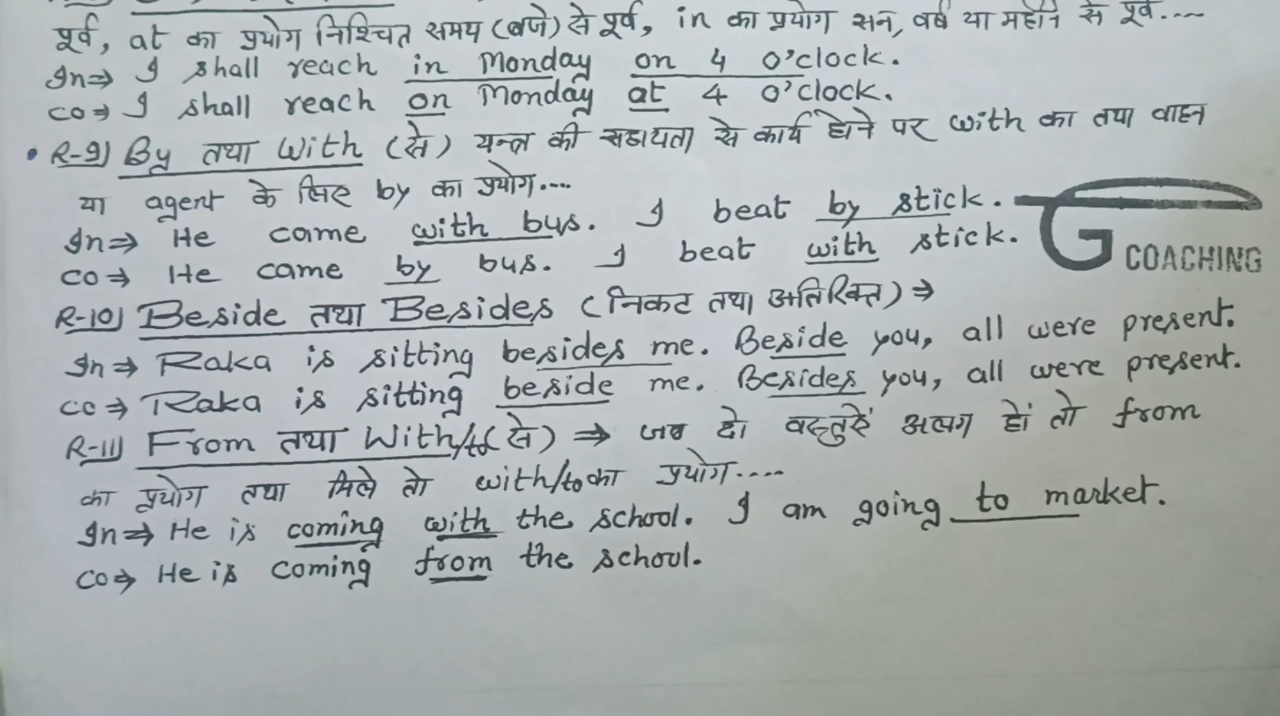 पूर्व, at का प्रयोग निश्चित समय (बजे) से पूर्व, in का प्रयोग सन, वर्ष या महीने से पूर्व....
In⇒ I shall reach in Monday on 4 o'clock.
CO⇒ I shall reach on Monday at 4 o'clock.
• R-9) By तथा With (से) यन्त्र की सहायता से कार्य होने पर with का तथा वाहन
या agent के लिए by का प्रयोग....
In⇒ He came with bus. I beat by stick.
CO⇒ He came by bus. I beat with stick.
G COACHING
R-10) Beside तथा Besides (निकट तथा अतिरिक्त) ⇒
In⇒ Raka is sitting besides me. Beside you, all were present.
CO⇒ Raka is sitting beside me. Besides you, all were present.
R-11) From तथा With/to (से) ⇒ जब दो वस्तुएँ अलग हों तो from
का प्रयोग तथा मिले तो with/to का प्रयोग....
In⇒ He is coming with the school. I am going to market.
CO⇒ He is coming from the school.